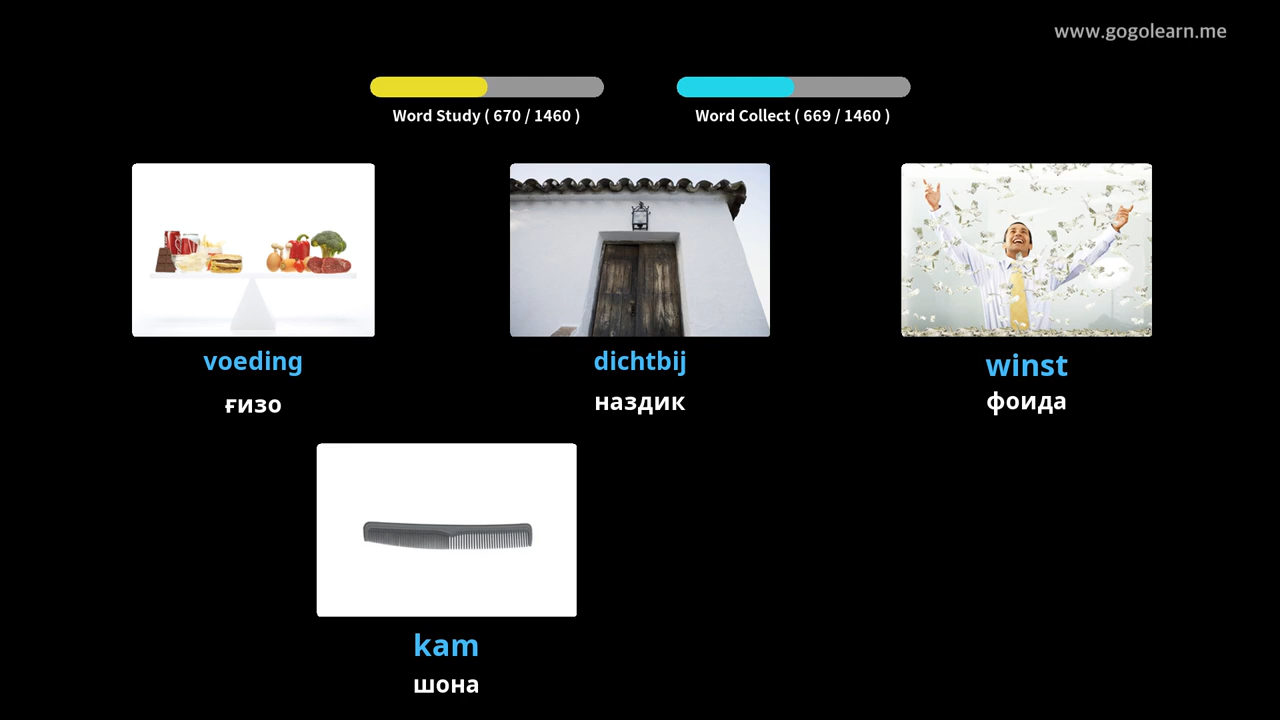 www.gogolearn.me
Word Study ( 670 / 1460 )
Word Collect ( 669 / 1460 )
voeding
ғизо
dichtbij
наздик
winst
фоида
kam
шона